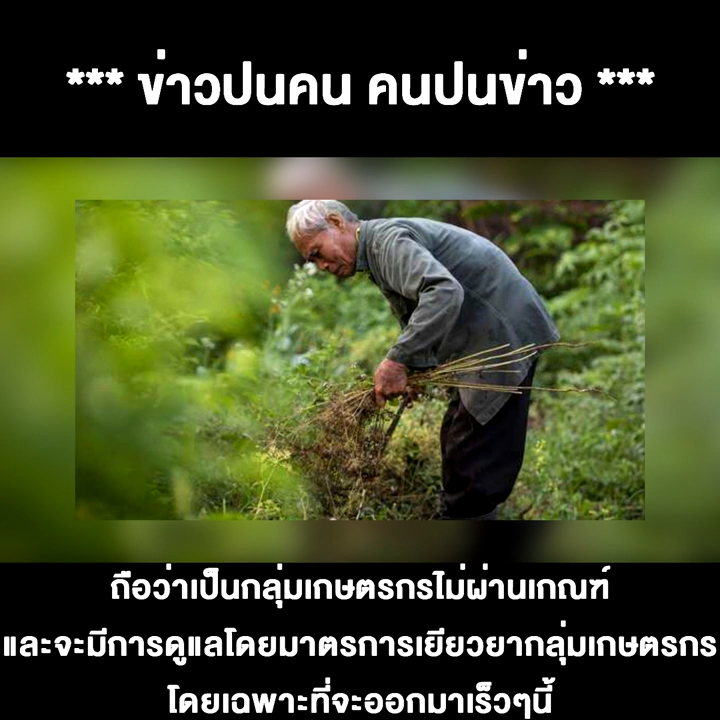 *** ข่าวปนคน คนปนข่าว ***
ถือว่าเป็นกลุ่มเกษตรกรไม่ผ่านเกณฑ์
และจะมีการดูแลโดยมาตรการเยียวยากลุ่มเกษตรกร
โดยเฉพาะที่จะออกมาเร็วๆนี้